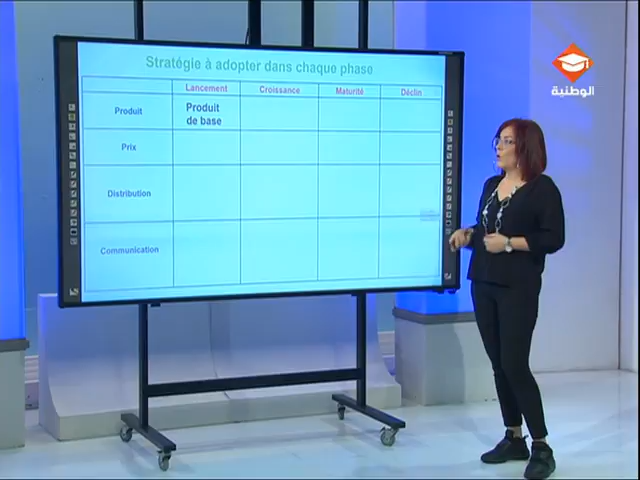 الوطنية
Stratégie à adopter dans chaque phase
Lancement Croissance Maturité Déclin
Produit Produit de base
Prix
Distribution
Communication